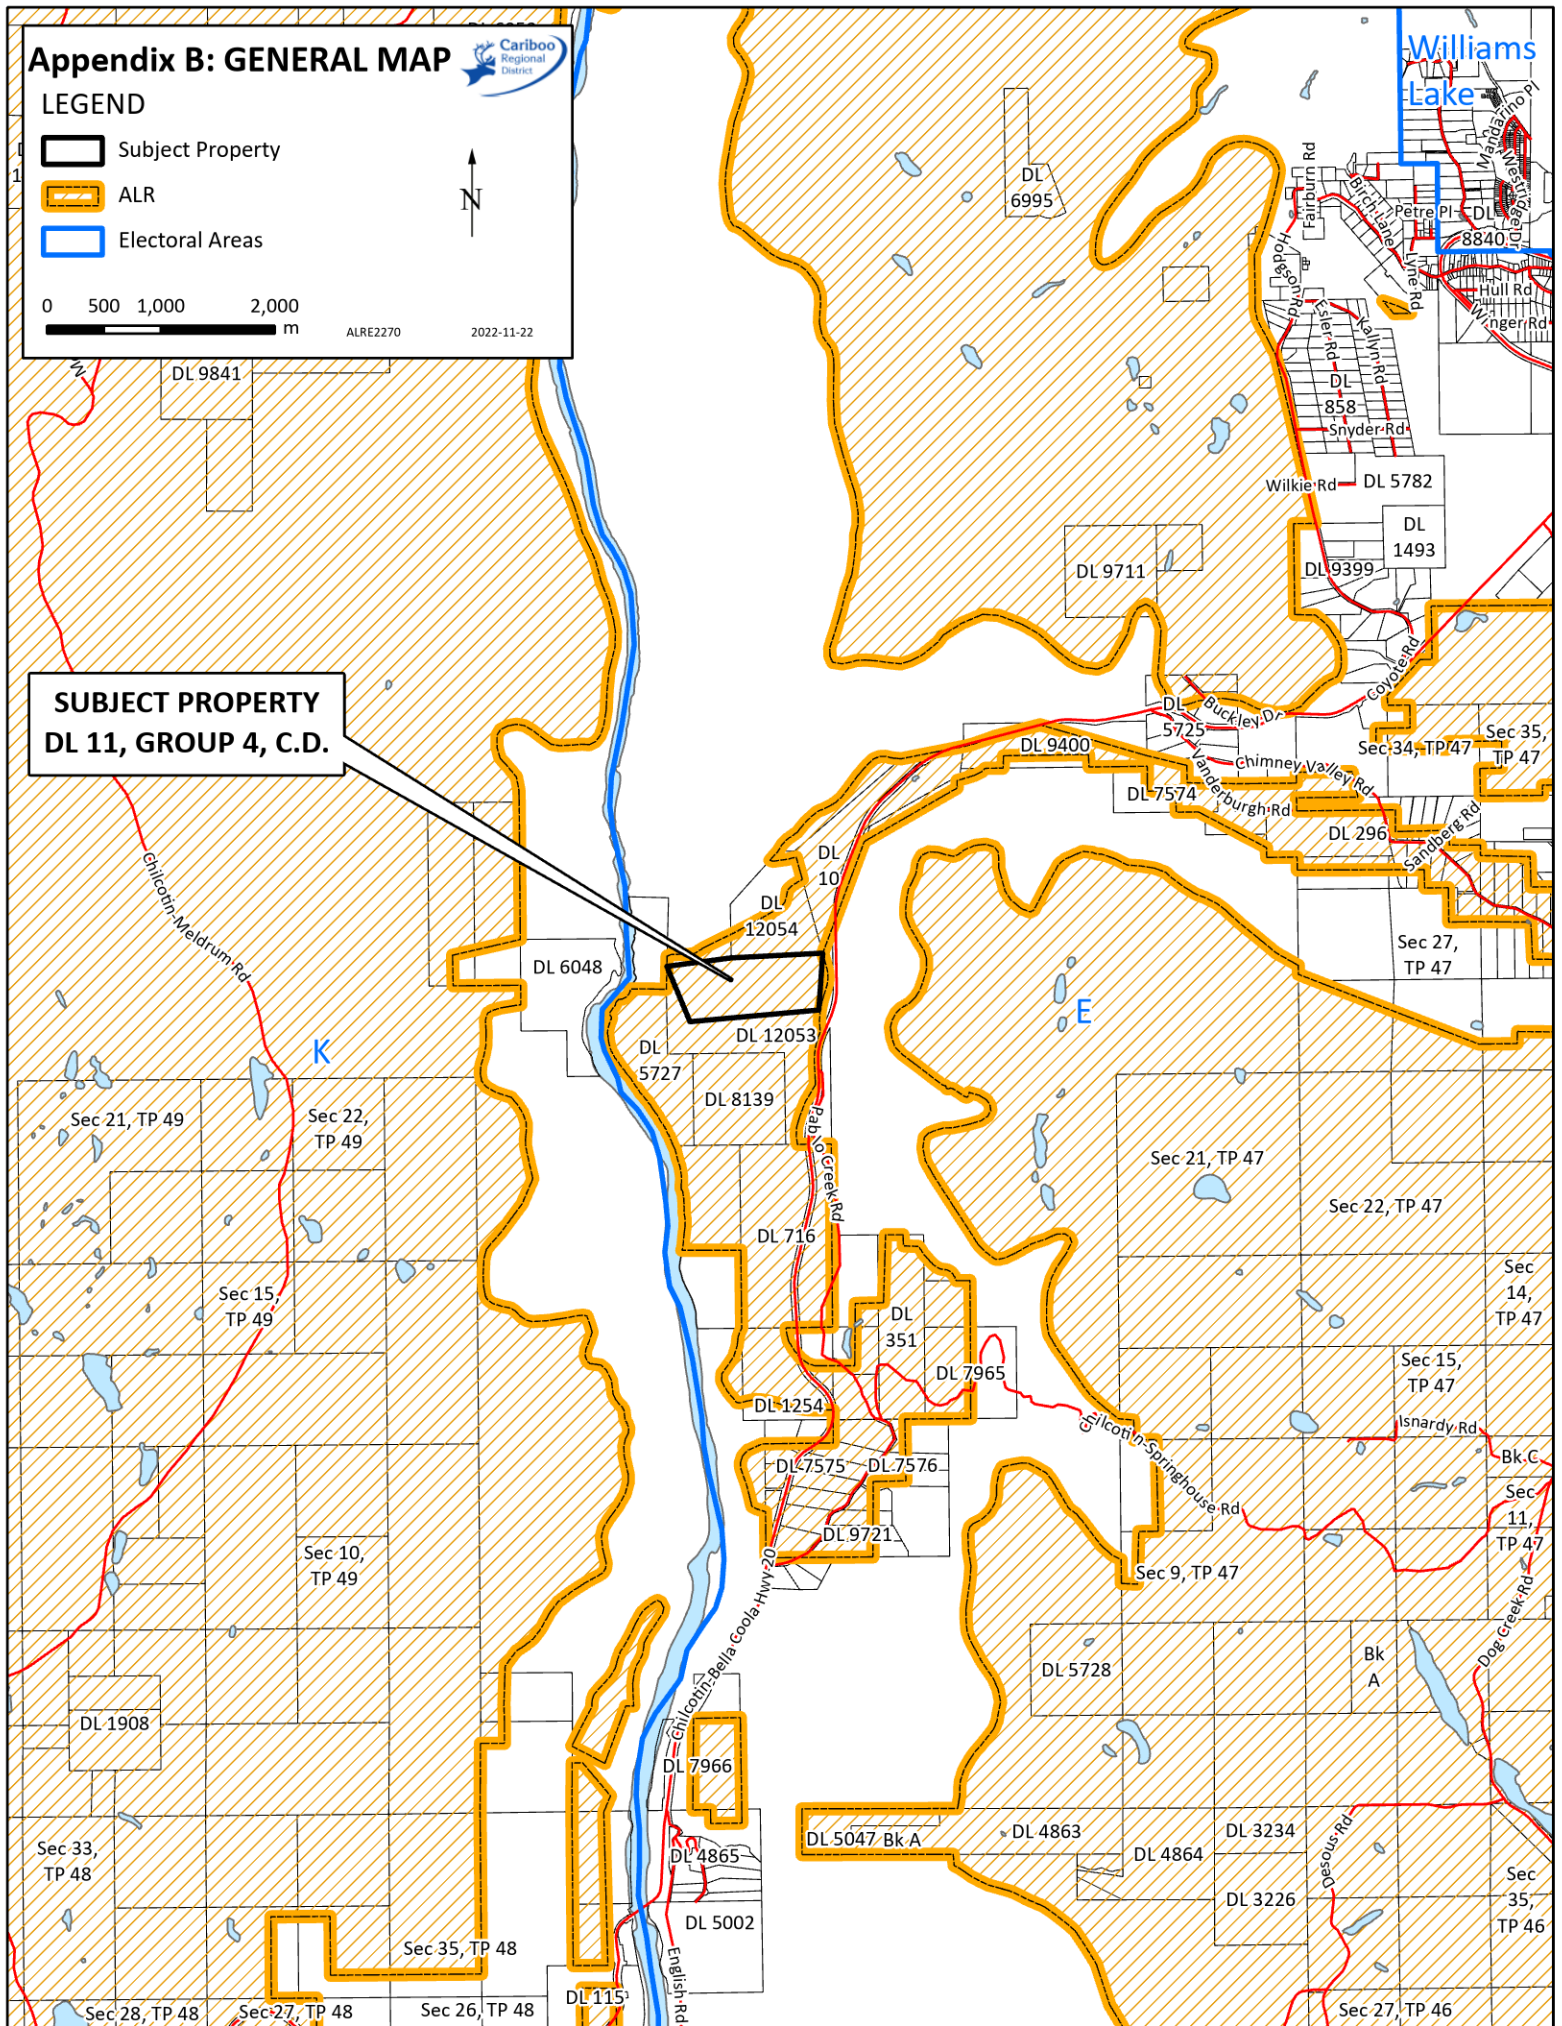 Appendix B: GENERAL MAP
Cariboo
Regional
District
LEGEND
Subject Property
ALR
Electoral Areas
N
0 500 1,000 2,000
m
ALRE2270 2022-11-22
Williams
Lake
Mandarino Pl
Westridge Dr
Fairburn Rd
Birch Lane
Petre Pl
DL
8840
Lyne Rd
Hodgson Rd
Hull Rd
Esler Rd
Kallyn Rd
DL
6995
DL
858
Snyder Rd
Wilkie Rd
DL 5782
DL
1493
DL 9399
DL 9711
DL 9841
SUBJECT PROPERTY
DL 11, GROUP 4, C.D.
Coyote Rd
Buckley Dr
DL
5725
DL 9400
Sec 34, TP 47
Sec 35,
TP 47
Chimney Valley Rd
Vanderburgh Rd
DL 7574
DL 296
Sandberg Rd
DL
10
DL
12054
Chilcotin-Meldrum Rd
DL 6048
Sec 27,
TP 47
K
E
DL 12053
DL
5727
DL 8139
Sec 21, TP 49
Sec 22,
TP 49
Pablo Creek Rd
Sec 21, TP 47
Sec 22, TP 47
DL 716
Sec 15,
TP 49
Sec
14,
TP 47
DL
351
DL 7965
Sec 15,
TP 47
DL 1254
Chilcotin-Springhouse Rd
Isnardy Rd
Bk C
DL 7575
DL 7576
Sec
11,
TP 47
DL 9721
Sec 10,
TP 49
Sec 9, TP 47
Chilcotin-Bella Coola Hwy 20
Dog Creek Rd
DL 5728
Bk
A
DL 1908
DL 7966
DL 5047 Bk A
DL 4863
DL 3234
DL 4864
DL 4865
Desous Rd
Sec 33,
TP 48
DL 3226
Sec
35,
TP 46
DL 5002
Sec 35, TP 48
English Rd
DL 115
Sec 28, TP 48
Sec 27, TP 48
Sec 26, TP 48
Sec 27, TP 46